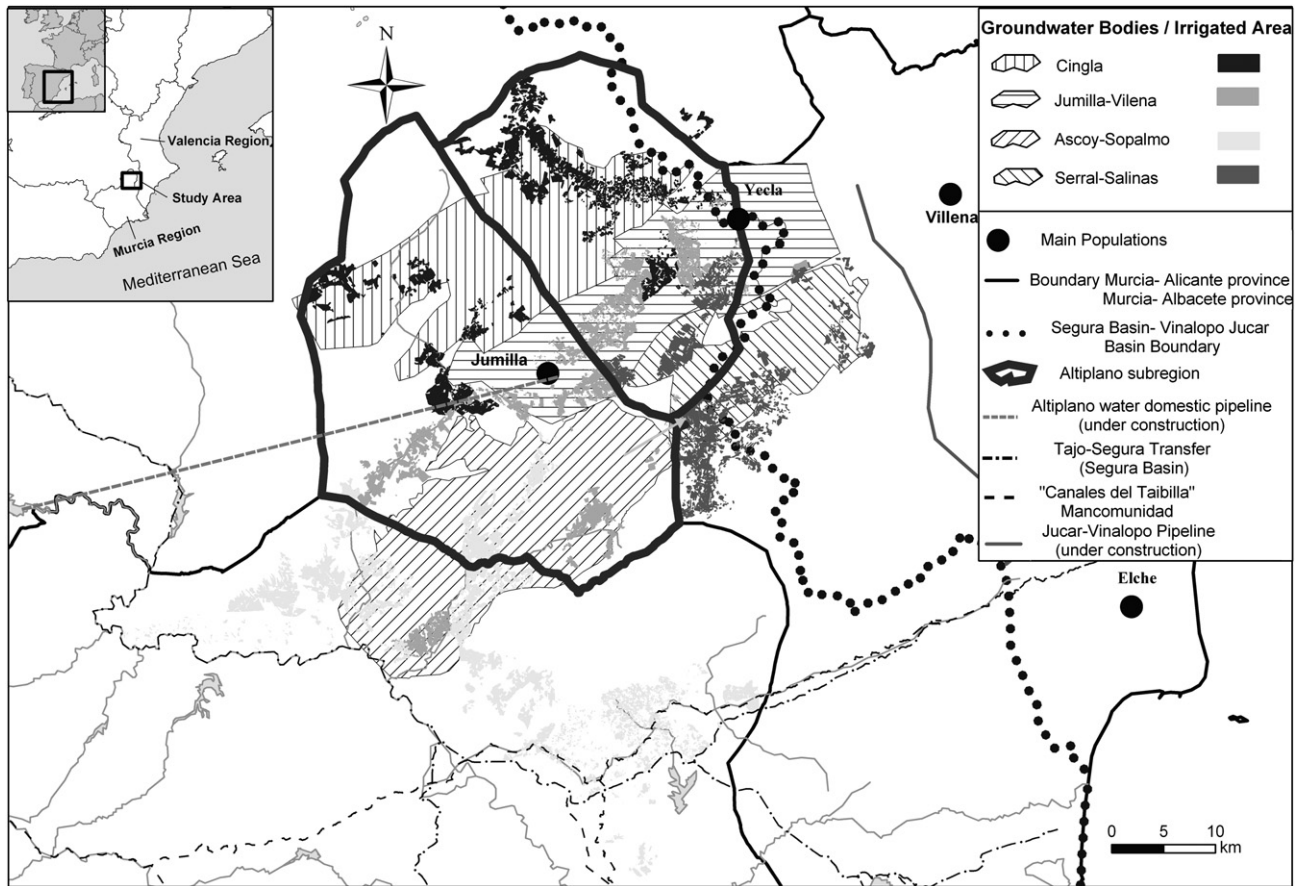 N
Valencia Region
Study Area
Murcia Region
Mediterranean Sea
Yecla
Villena
Jumilla
Elche
Groundwater Bodies / Irrigated Area
Cingla
Jumilla-Vilena
Ascoy-Sopalmo
Serral-Salinas
Main Populations
Boundary Murcia- Alicante province
Murcia- Albacete province
Segura Basin- Vinalopo Jucar
Basin Boundary
Altiplano subregion
Altiplano water domestic pipeline
(under construction)
Tajo-Segura Transfer
(Segura Basin)
"Canales del Taibilla"
Mancomunidad
Jucar-Vinalopo Pipeline
(under construction)
0 5 10
km